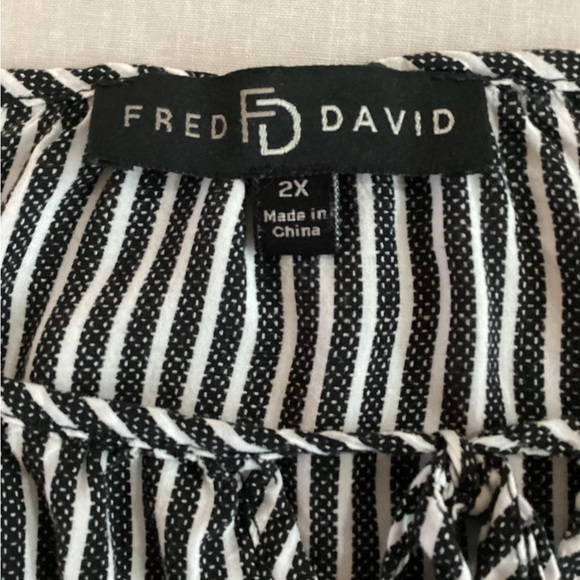 FRED FD DAVID
2X
Made in
China